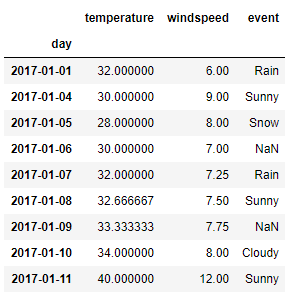 temperature windspeed event
day
2017-01-01 32.000000 6.00 Rain
2017-01-04 30.000000 9.00 Sunny
2017-01-05 28.000000 8.00 Snow
2017-01-06 30.000000 7.00 NaN
2017-01-07 32.000000 7.25 Rain
2017-01-08 32.666667 7.50 Sunny
2017-01-09 33.333333 7.75 NaN
2017-01-10 34.000000 8.00 Cloudy
2017-01-11 40.000000 12.00 Sunny